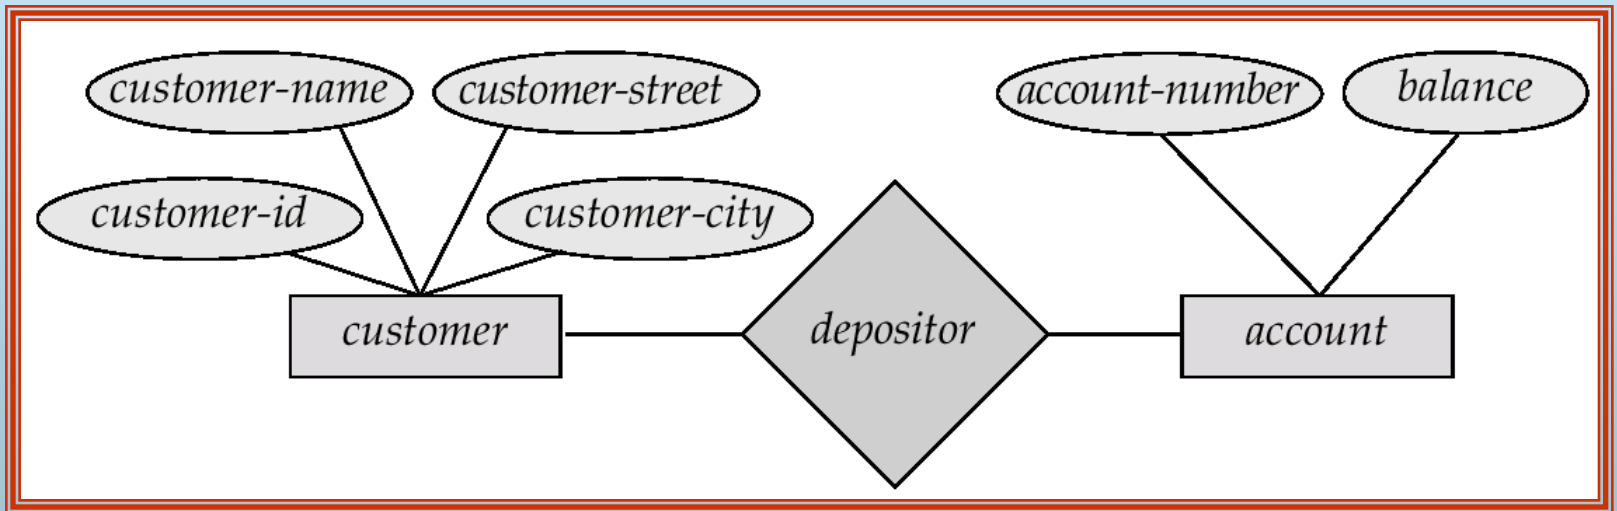 customer-name
customer-street
account-number
balance
customer-id
customer-city
customer
depositor
account